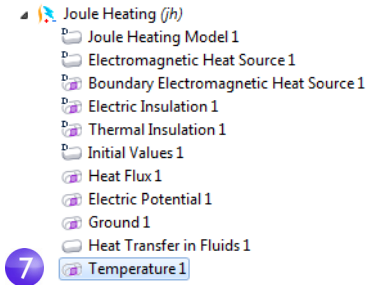 Joule Heating (jh)
D Joule Heating Model 1
D Electromagnetic Heat Source 1
D Boundary Electromagnetic Heat Source 1
D Electric Insulation 1
D Thermal Insulation 1
D Initial Values 1
Heat Flux 1
Electric Potential 1
Ground 1
Heat Transfer in Fluids 1
7 Temperature 1